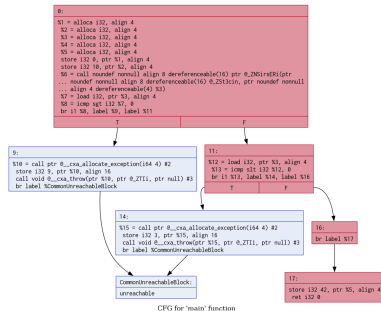 0:
%1 = alloca i32, align 4
%2 = alloca i32, align 4
%3 = alloca i32, align 4
%4 = alloca i32, align 4
%5 = alloca i32, align 4
store i32 0, ptr %1, align 4
store i32 10, ptr %2, align 4
%6 = call noundef nonnull align 8 dereferenceable(16) ptr @_ZNSirsERi(ptr
... noundef nonnull align 8 dereferenceable(16) @_ZSt3cin, ptr noundef nonnull
... align 4 dereferenceable(4) %3)
%7 = load i32, ptr %3, align 4
%8 = icmp sgt i32 %7, 0
br i1 %8, label %9, label %11
T
F
9:
%10 = call ptr @__cxa_allocate_exception(i64 4) #2
store i32 9, ptr %10, align 16
call void @__cxa_throw(ptr %10, ptr @_ZTIi, ptr null) #3
br label %CommonUnreachableBlock
11:
%12 = load i32, ptr %3, align 4
%13 = icmp slt i32 %12, 0
br i1 %13, label %14, label %16
T
F
14:
%15 = call ptr @__cxa_allocate_exception(i64 4) #2
store i32 3, ptr %15, align 16
call void @__cxa_throw(ptr %15, ptr @_ZTIi, ptr null) #3
br label %CommonUnreachableBlock
16:
br label %17
CommonUnreachableBlock:
unreachable
17:
store i32 42, ptr %5, align 4
ret i32 0
CFG for 'main' function